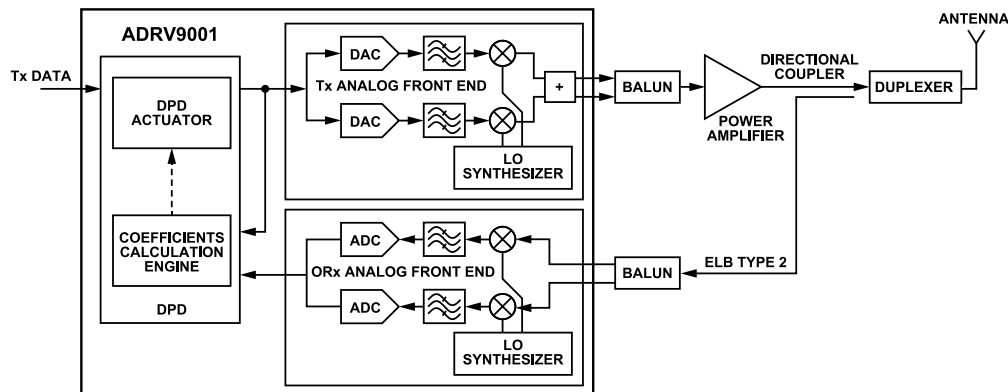 ADRV9001
ANTENNA
Tx DATA
DPD
ACTUATOR
COEFFICIENTS
CALCULATION
ENGINE
DPD
DAC
Tx ANALOG FRONT END
DAC
+
LO
SYNTHESIZER
BALUN
POWER
AMPLIFIER
DIRECTIONAL
COUPLER
DUPLEXER
ADC
ORx ANALOG FRONT END
ADC
LO
SYNTHESIZER
BALUN
ELB TYPE 2